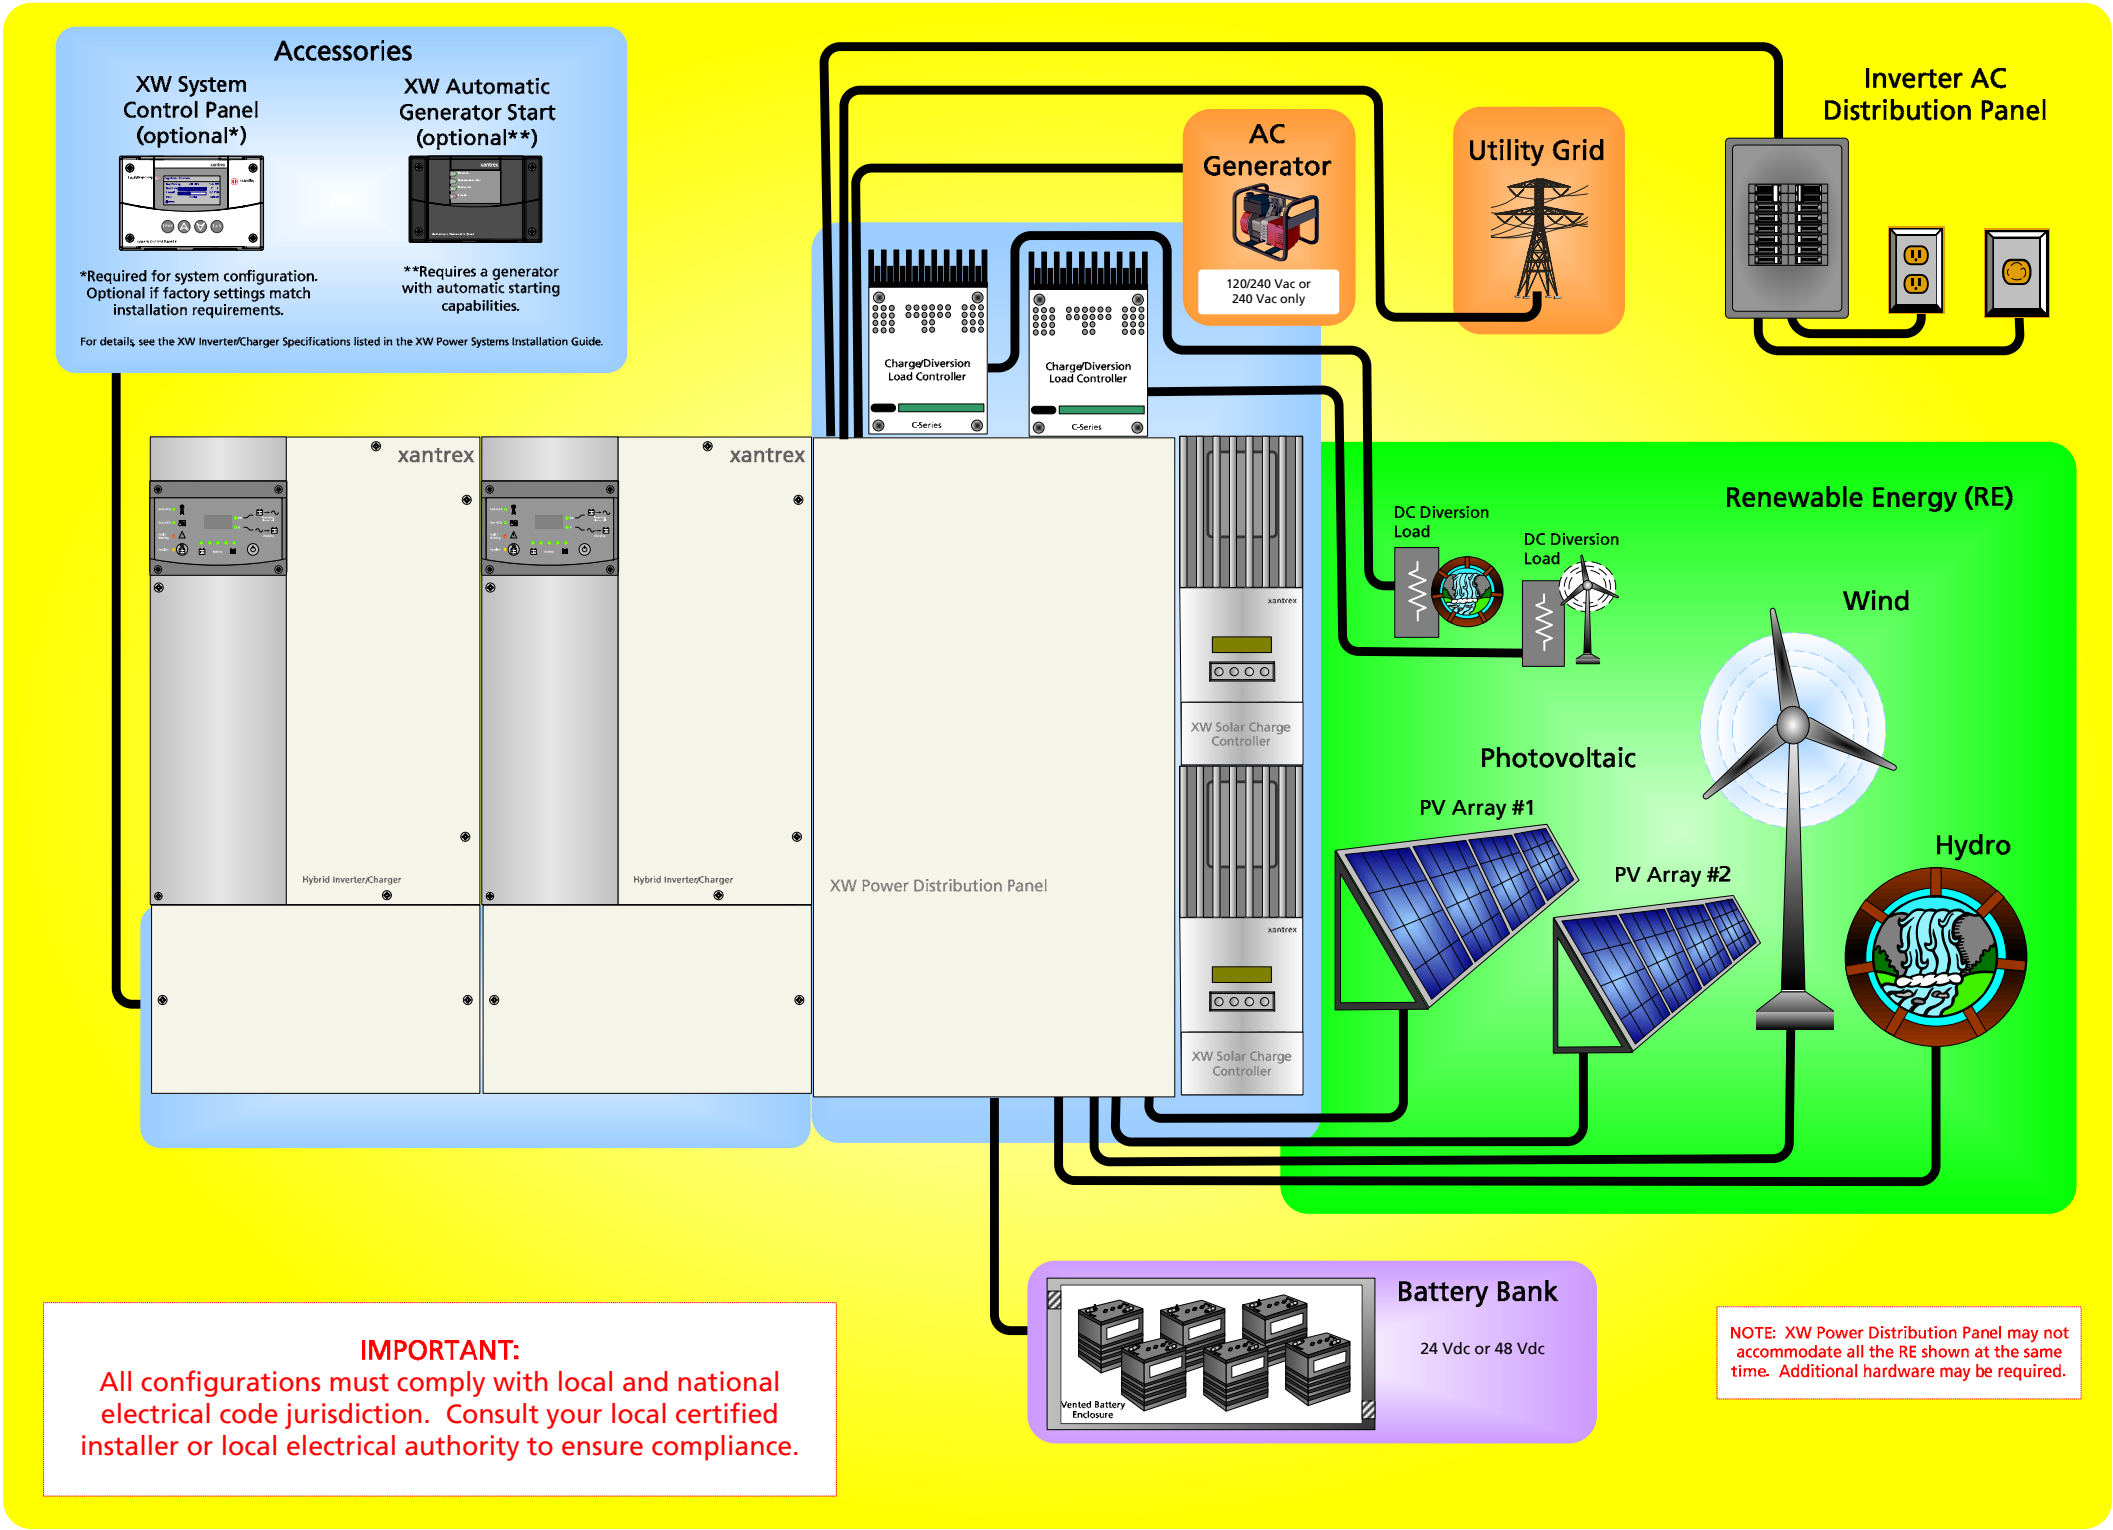 Accessories
XW System
Control Panel
(optional*)
XW Automatic
Generator Start
(optional**)
xantrex
xantrex
*Required for system configuration.
Optional if factory settings match
installation requirements.
**Requires a generator
with automatic starting
capabilities.
For details, see the XW Inverter/Charger Specifications listed in the XW Power Systems Installation Guide.
AC
Generator
120/240 Vac or
240 Vac only
Utility Grid
Inverter AC
Distribution Panel
Charge/Diversion
Load Controller
C-Series
Charge/Diversion
Load Controller
C-Series
xantrex
Hybrid Inverter/Charger
xantrex
Hybrid Inverter/Charger
XW Power Distribution Panel
xantrex
XW Solar Charge
Controller
xantrex
XW Solar Charge
Controller
Renewable Energy (RE)
DC Diversion
Load
DC Diversion
Load
Wind
Photovoltaic
PV Array #1
PV Array #2
Hydro
Battery Bank
24 Vdc or 48 Vdc
Vented Battery
Enclosure
IMPORTANT:
All configurations must comply with local and national
electrical code jurisdiction. Consult your local certified
installer or local electrical authority to ensure compliance.
NOTE: XW Power Distribution Panel may not
accommodate all the RE shown at the same
time. Additional hardware may be required.